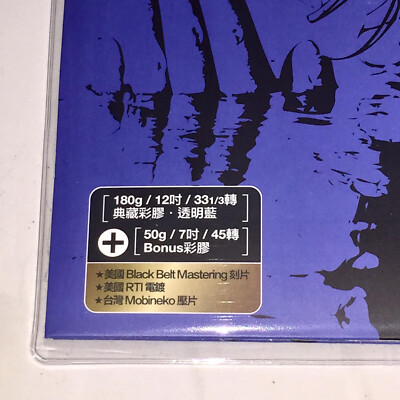 180g / 12吋 / 331/3轉
典藏彩膠・透明藍
50g / 7吋 / 45轉
Bonus彩膠
★美國 Black Belt Mastering 刻片
★美國 RTI 電鍍
★台灣 Mobineko 壓片